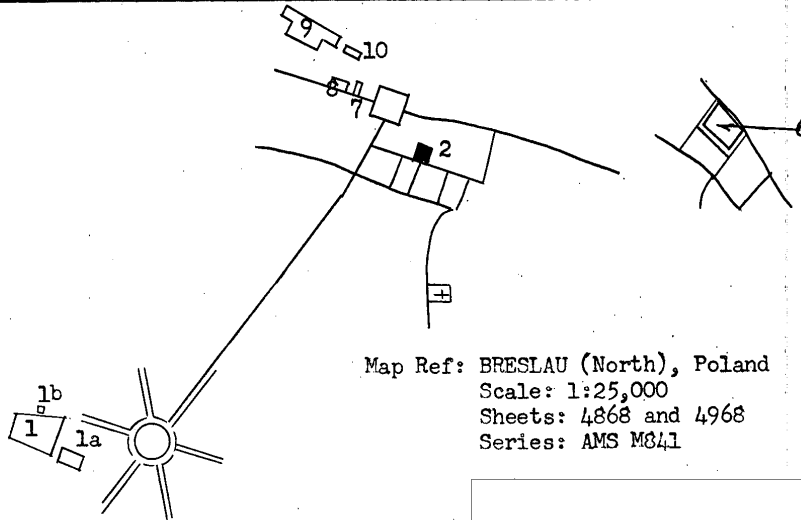 9
10
8
7
2
1b
1
1a
Map Ref: BRESLAU (North), Poland
Scale: 1:25,000
Sheets: 4868 and 4968
Series: AMS M841